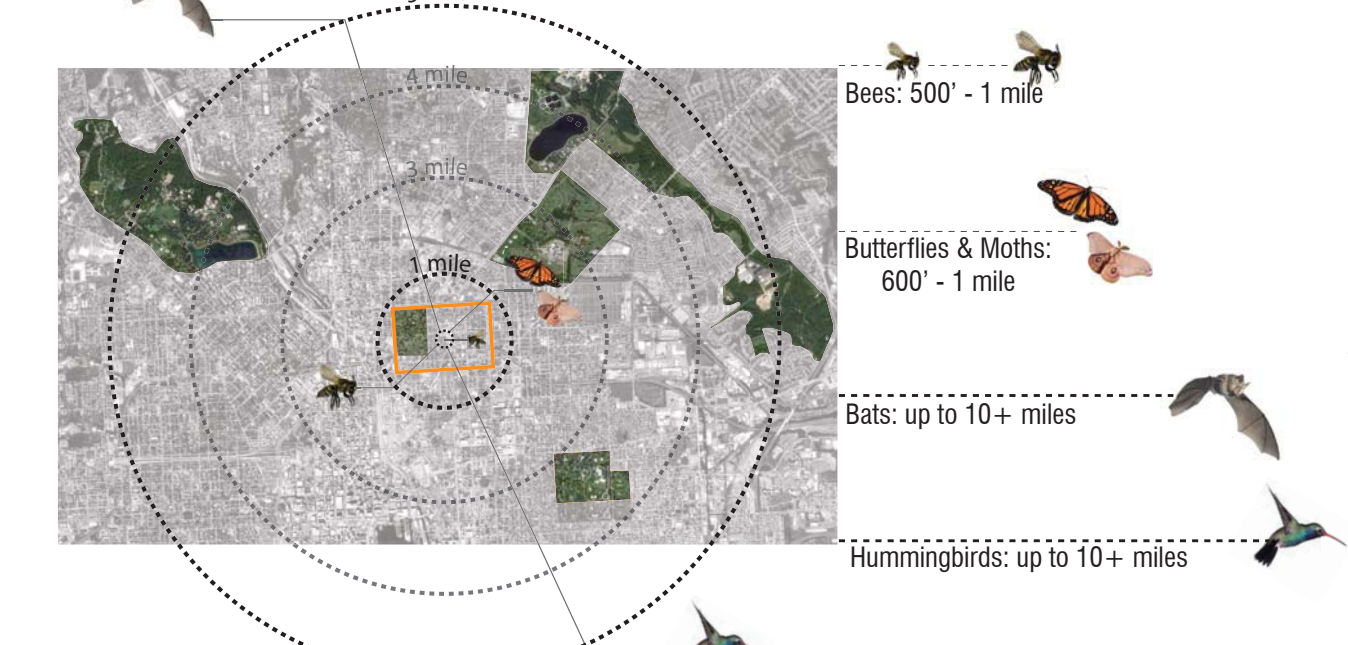 4 mile
3 mile
1 mile
Bees: 500’ - 1 mile
Butterflies & Moths:
600’ - 1 mile
Bats: up to 10+ miles
Hummingbirds: up to 10+ miles